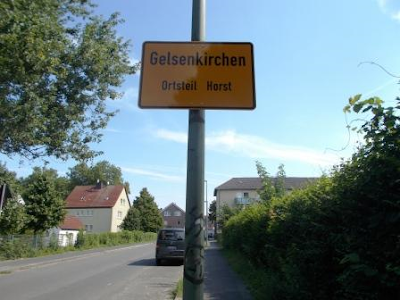 Gelsenkirchen
Ortsteil Horst